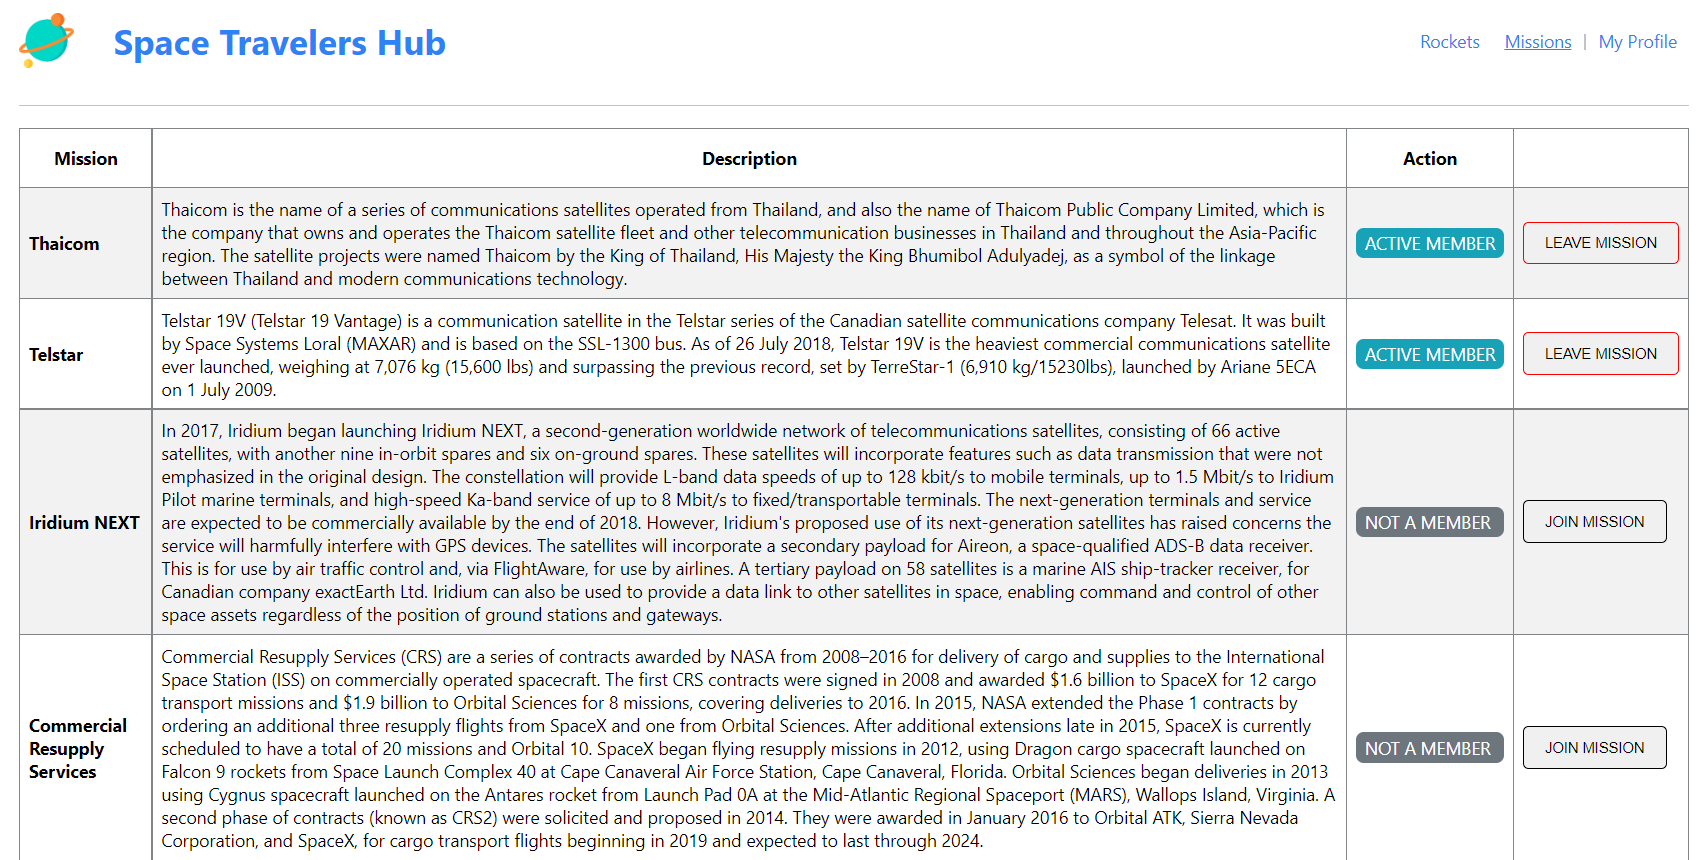 Space Travelers Hub
Rockets Missions | My Profile
Mission Description Action
Thaicom
Thaicom is the name of a series of communications satellites operated from Thailand, and also the name of Thaicom Public Company Limited, which is
the company that owns and operates the Thaicom satellite fleet and other telecommunication businesses in Thailand and throughout the Asia-Pacific
region. The satellite projects were named Thaicom by the King of Thailand, His Majesty the King Bhumibol Adulyadej, as a symbol of the linkage
between Thailand and modern communications technology.
ACTIVE MEMBER
LEAVE MISSION
Telstar
Telstar 19V (Telstar 19 Vantage) is a communication satellite in the Telstar series of the Canadian satellite communications company Telesat. It was built
by Space Systems Loral (MAXAR) and is based on the SSL-1300 bus. As of 26 July 2018, Telstar 19V is the heaviest commercial communications satellite
ever launched, weighing at 7,076 kg (15,600 lbs) and surpassing the previous record, set by TerreStar-1 (6,910 kg/15230lbs), launched by Ariane 5ECA
on 1 July 2009.
ACTIVE MEMBER
LEAVE MISSION
Iridium NEXT
In 2017, Iridium began launching Iridium NEXT, a second-generation worldwide network of telecommunications satellites, consisting of 66 active
satellites, with another nine in-orbit spares and six on-ground spares. These satellites will incorporate features such as data transmission that were not
emphasized in the original design. The constellation will provide L-band data speeds of up to 128 kbit/s to mobile terminals, up to 1.5 Mbit/s to Iridium
Pilot marine terminals, and high-speed Ka-band service of up to 8 Mbit/s to fixed/transportable terminals. The next-generation terminals and service
are expected to be commercially available by the end of 2018. However, Iridium's proposed use of its next-generation satellites has raised concerns the
service will harmfully interfere with GPS devices. The satellites will incorporate a secondary payload for Aireon, a space-qualified ADS-B data receiver.
This is for use by air traffic control and, via FlightAware, for use by airlines. A tertiary payload on 58 satellites is a marine AIS ship-tracker receiver, for
Canadian company exactEarth Ltd. Iridium can also be used to provide a data link to other satellites in space, enabling command and control of other
space assets regardless of the position of ground stations and gateways.
NOT A MEMBER
JOIN MISSION
Commercial
Resupply
Services
Commercial Resupply Services (CRS) are a series of contracts awarded by NASA from 2008–2016 for delivery of cargo and supplies to the International
Space Station (ISS) on commercially operated spacecraft. The first CRS contracts were signed in 2008 and awarded $1.6 billion to SpaceX for 12 cargo
transport missions and $1.9 billion to Orbital Sciences for 8 missions, covering deliveries to 2016. In 2015, NASA extended the Phase 1 contracts by
ordering an additional three resupply flights from SpaceX and one from Orbital Sciences. After additional extensions late in 2015, SpaceX is currently
scheduled to have a total of 20 missions and Orbital 10. SpaceX began flying resupply missions in 2012, using Dragon cargo spacecraft launched on
Falcon 9 rockets from Space Launch Complex 40 at Cape Canaveral Air Force Station, Cape Canaveral, Florida. Orbital Sciences began deliveries in 2013
using Cygnus spacecraft launched on the Antares rocket from Launch Pad 0A at the Mid-Atlantic Regional Spaceport (MARS), Wallops Island, Virginia. A
second phase of contracts (known as CRS2) were solicited and proposed in 2014. They were awarded in January 2016 to Orbital ATK, Sierra Nevada
Corporation, and SpaceX, for cargo transport flights beginning in 2019 and expected to last through 2024.
NOT A MEMBER
JOIN MISSION